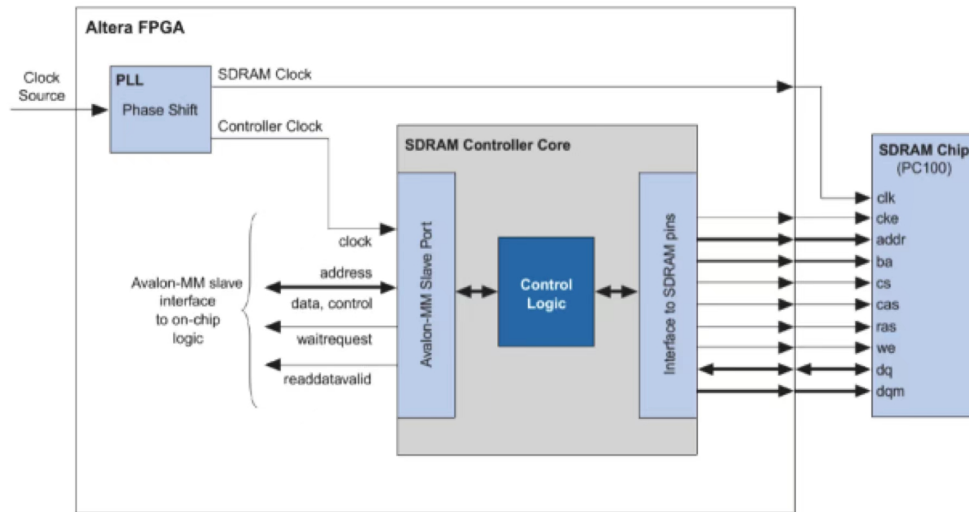 Altera FPGA
Clock
Source
PLL
Phase Shift
SDRAM Clock
Controller Clock
SDRAM Controller Core
SDRAM Chip
(PC100)
clk
cke
addr
ba
cs
cas
ras
we
dq
dqm
clock
address
data, control
waitrequest
readdatavalid
Avalon-MM slave
interface
to on-chip
logic
Avalon-MM Slave Port
Control
Logic
Interface to SDRAM pins